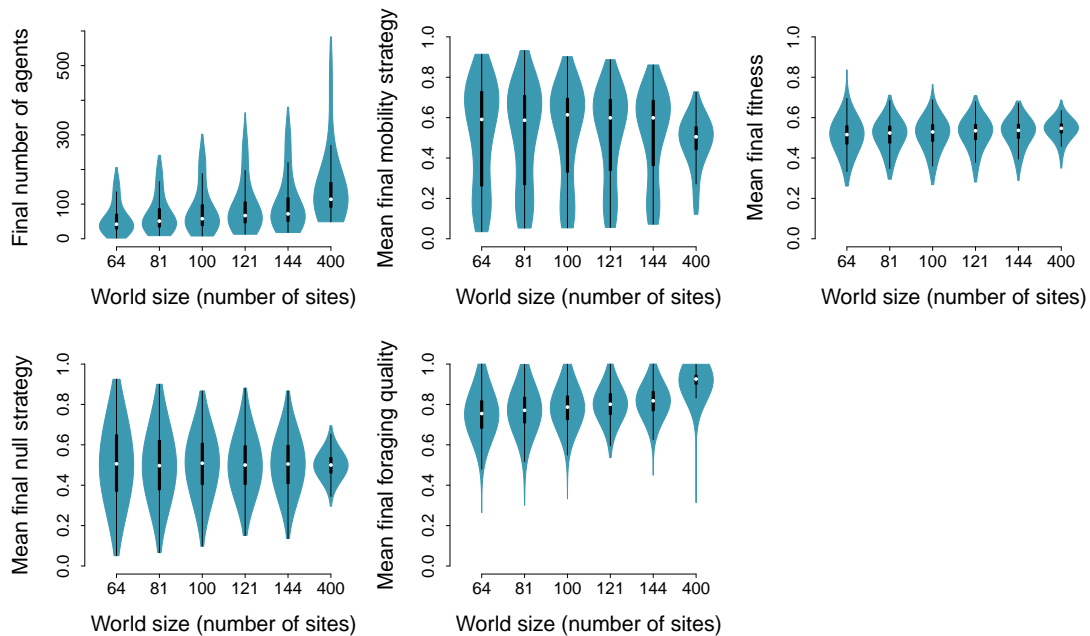 Final number of agents
0 100 300 500
64 81 100 121 144 400
World size (number of sites)
Mean final mobility strategy
0.0 0.2 0.4 0.6 0.8 1.0
64 81 100 121 144 400
World size (number of sites)
Mean final fitness
0.0 0.2 0.4 0.6 0.8 1.0
64 81 100 121 144 400
World size (number of sites)
Mean final null strategy
0.0 0.2 0.4 0.6 0.8 1.0
64 81 100 121 144 400
World size (number of sites)
Mean final foraging quality
0.0 0.2 0.4 0.6 0.8 1.0
64 81 100 121 144 400
World size (number of sites)